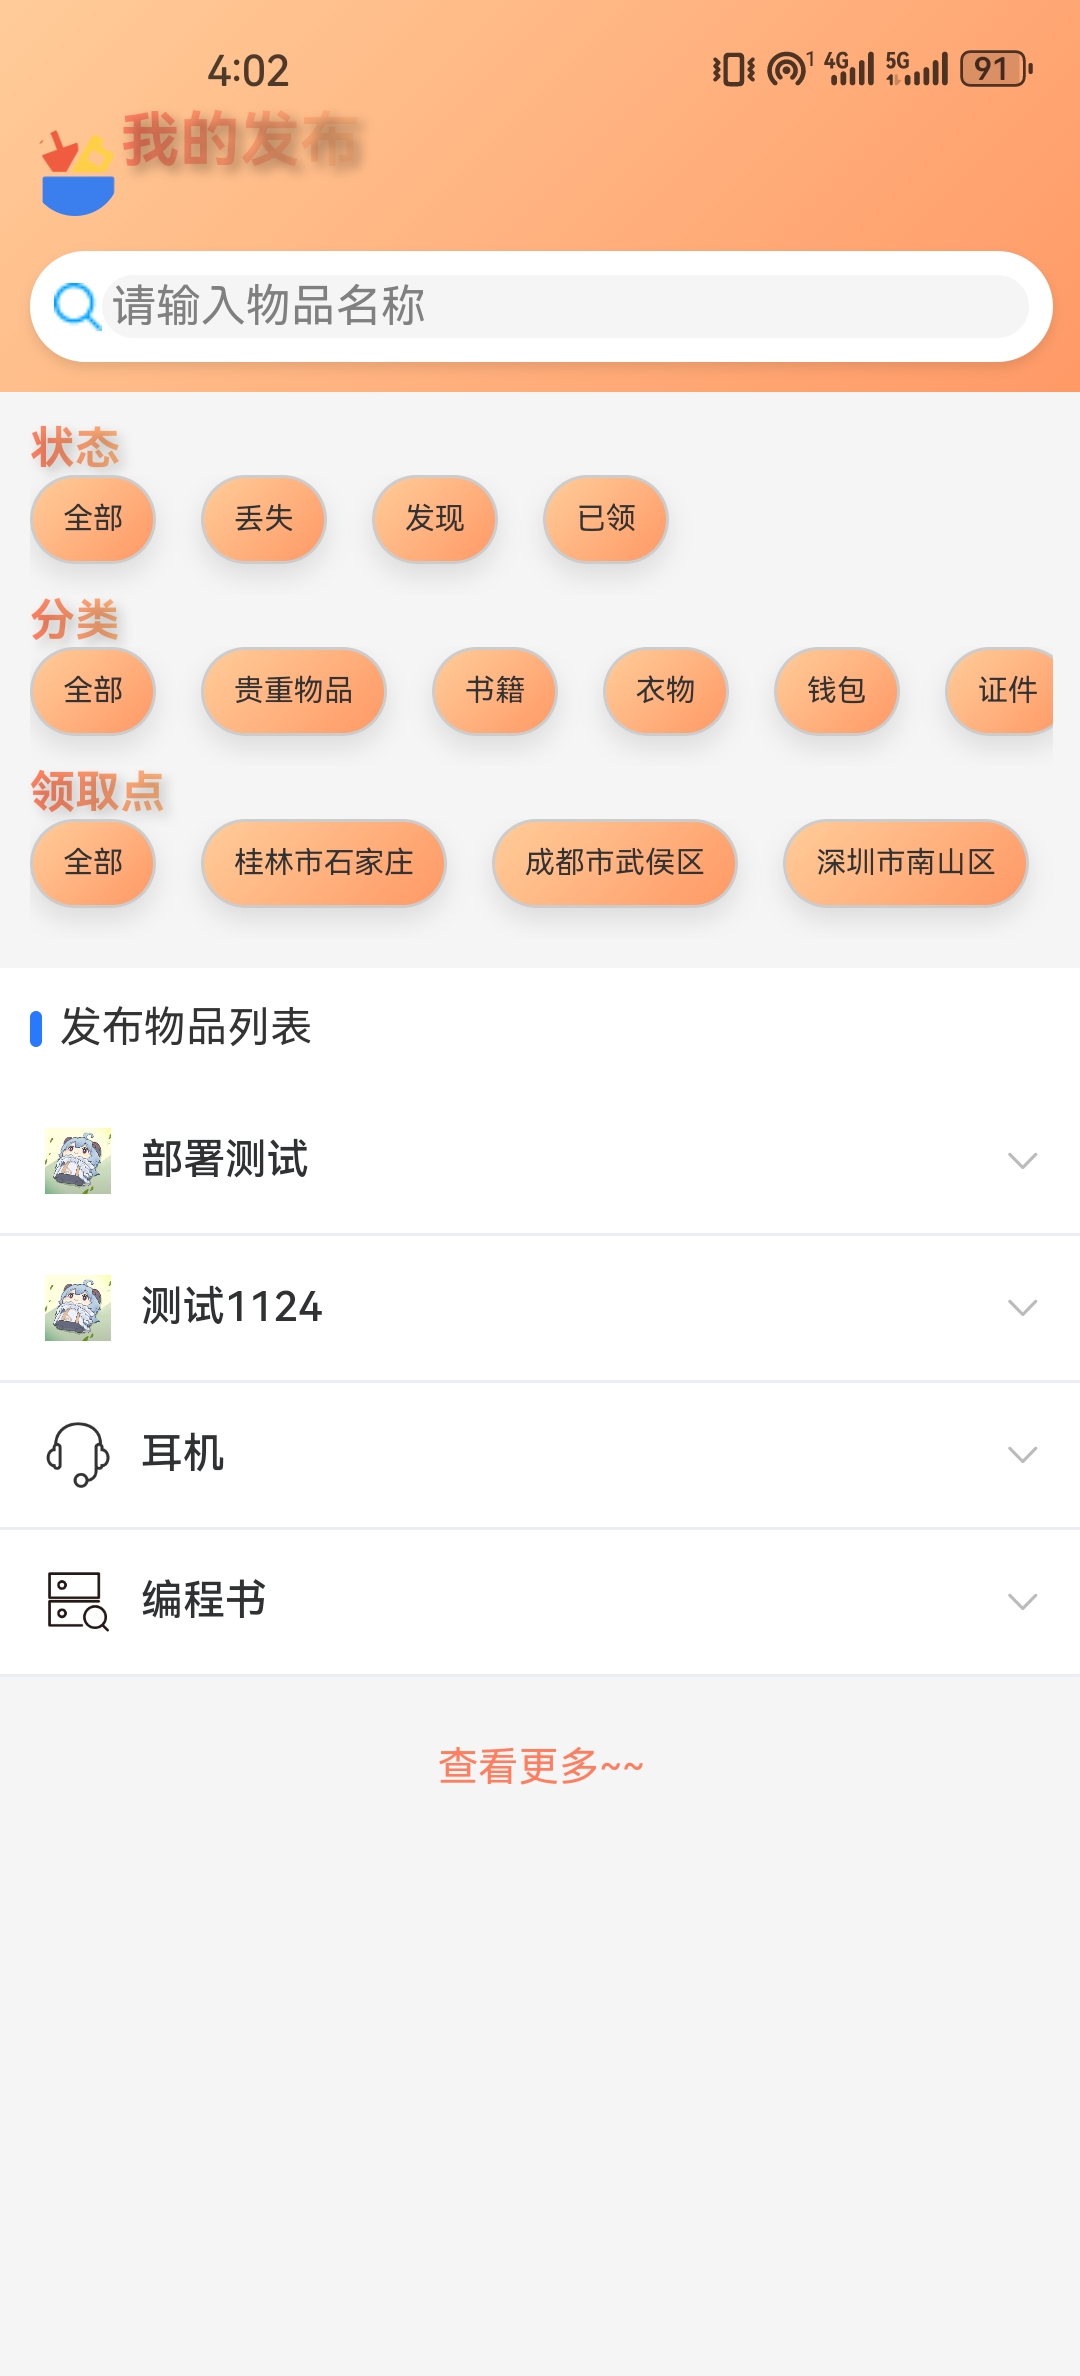 4:02
1 4G 5G 91
我的发布
请输入物品名称
状态
全部 丢失 发现 已领
分类
全部 贵重物品 书籍 衣物 钱包 证件
领取点
全部 桂林市石家庄 成都市武侯区 深圳市南山区
发布物品列表
部署测试
测试1124
耳机
编程书
查看更多~~